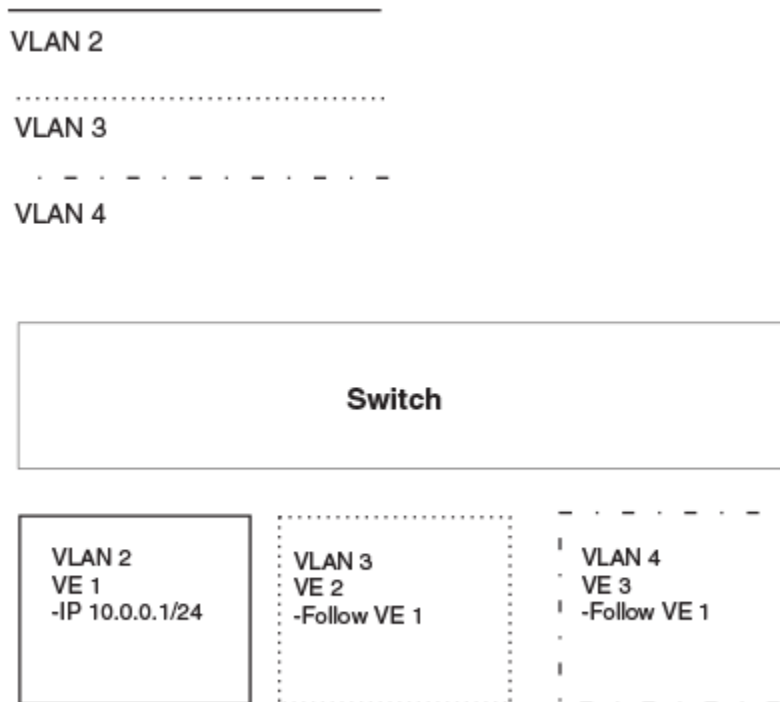 VLAN 2
VLAN 3
VLAN 4
Switch
VLAN 2
VE 1
-IP 10.0.0.1/24
VLAN 3
VE 2
-Follow VE 1
VLAN 4
VE 3
-Follow VE 1